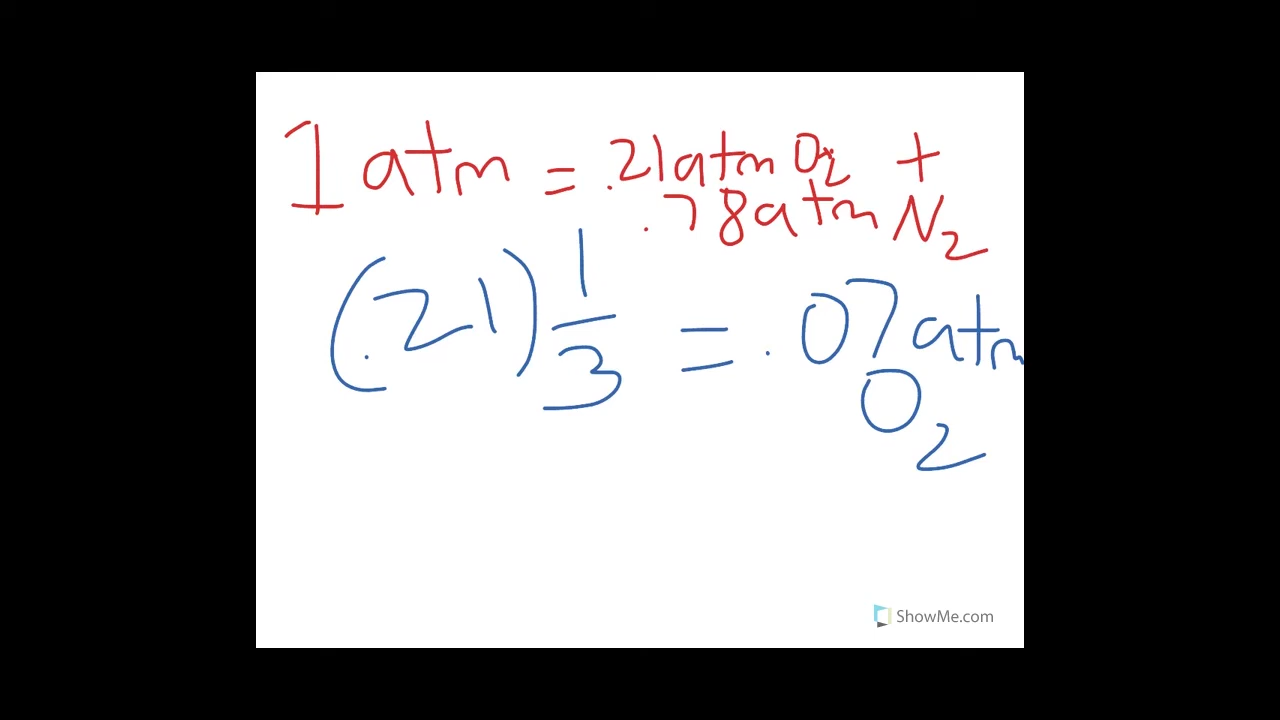 1 atm = .21 atm O2 +
.78 atm N2
(.21) 1/3 = .07 atm
O2
ShowMe.com